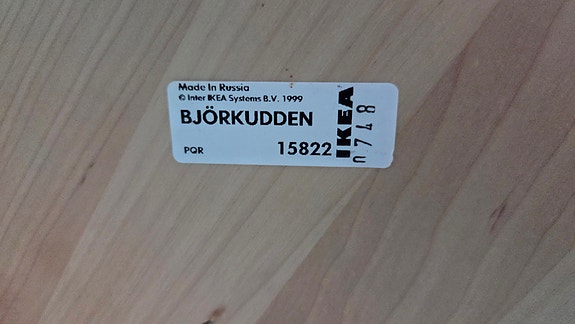 Made In Russia
© Inter IKEA Systems B.V. 1999
BJÖRKUDDEN
PQR 15822
IKEA
0748